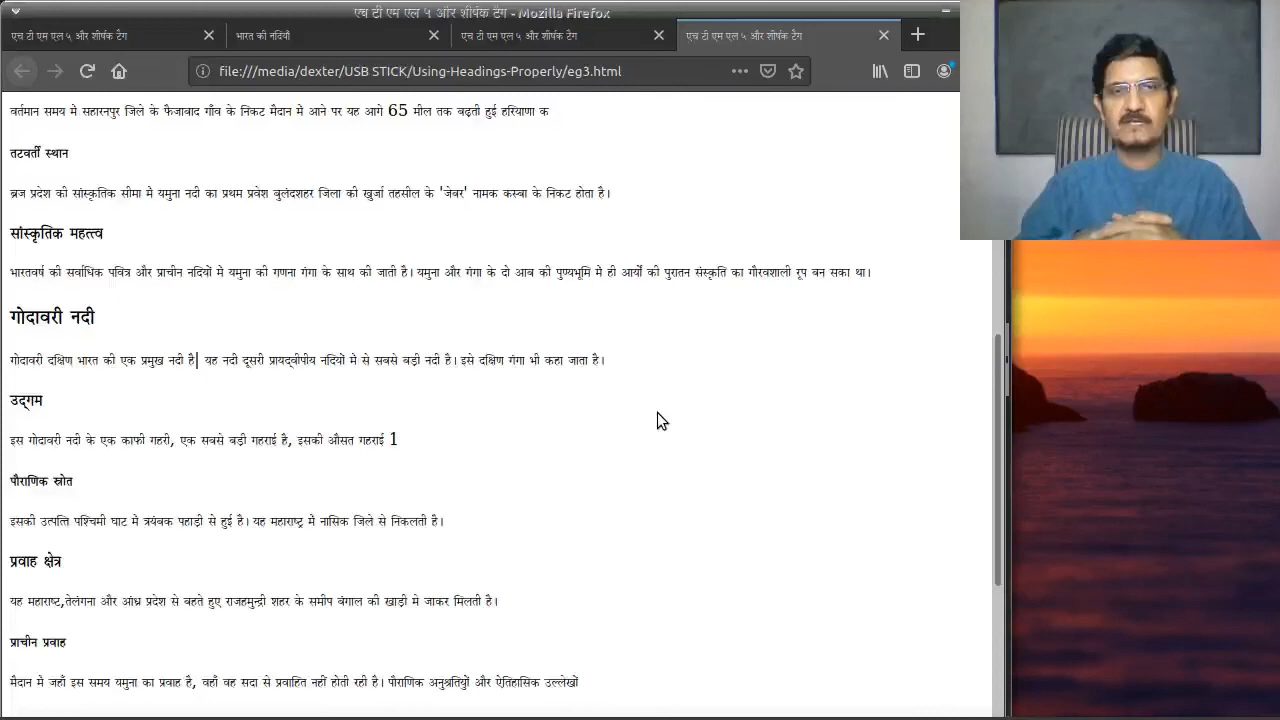 एच टी एम एल ५ और शीर्षक टैग - Mozilla Firefox
एच टी एम एल ५ और शीर्षक टैग
भारत की नदियाँ
एच टी एम एल ५ और शीर्षक टैग
एच टी एम एल ५ और शीर्षक टैग
file:///media/dexter/USB STICK/Using-Headings-Properly/eg3.html
वर्तमान समय मे सहारनपुर जिले के फैजाबाद गाँव के निकट मैदान मे आने पर यह आगे 65 मील तक बढ़ती हुई हरियाणा क
तटवर्ती स्थान
ब्रज प्रदेश की सांस्कृतिक सीमा मे यमुना नदी का प्रथम प्रवेश बुलंदशहर जिला की खुर्जा तहसील के 'जेवर' नामक कस्बा के निकट होता है।
सांस्कृतिक महत्त्व
भारतवर्ष की सर्वाधिक पवित्र और प्राचीन नदियों मे यमुना की गणना गंगा के साथ की जाती है। यमुना और गंगा के दो आब की पुण्यभूमि मे ही आर्यों की पुरातन संस्कृति का गौरवशाली रूप बन सका था।
गोदावरी नदी
गोदावरी दक्षिण भारत की एक प्रमुख नदी है| यह नदी दूसरी प्रायद्वीपीय नदियों मे से सबसे बड़ी नदी है। इसे दक्षिण गंगा भी कहा जाता है।
उद्गम
इस गोदावरी नदी के एक काफी गहरी, एक सबसे बड़ी गहराई है, इसकी औसत गहराई 1
पौराणिक स्रोत
इसकी उत्पत्ति पश्चिमी घाट मे त्रयंबक पहाड़ी से हुई है। यह महाराष्ट्र में नासिक जिले से निकलती है।
प्रवाह क्षेत्र
यह महाराष्ट,तेलंगना और आंध्र प्रदेश से बहते हुए राजहमुन्द्री शहर के समीप बंगाल की खाड़ी मे जाकर मिलती है।
प्राचीन प्रवाह
मैदान मे जहाँ इस समय यमुना का प्रवाह है, वहाँ वह सदा से प्रवाहित नहीं होती रही है। पौराणिक अनुश्रुतियों और ऐतिहासिक उल्लेखों